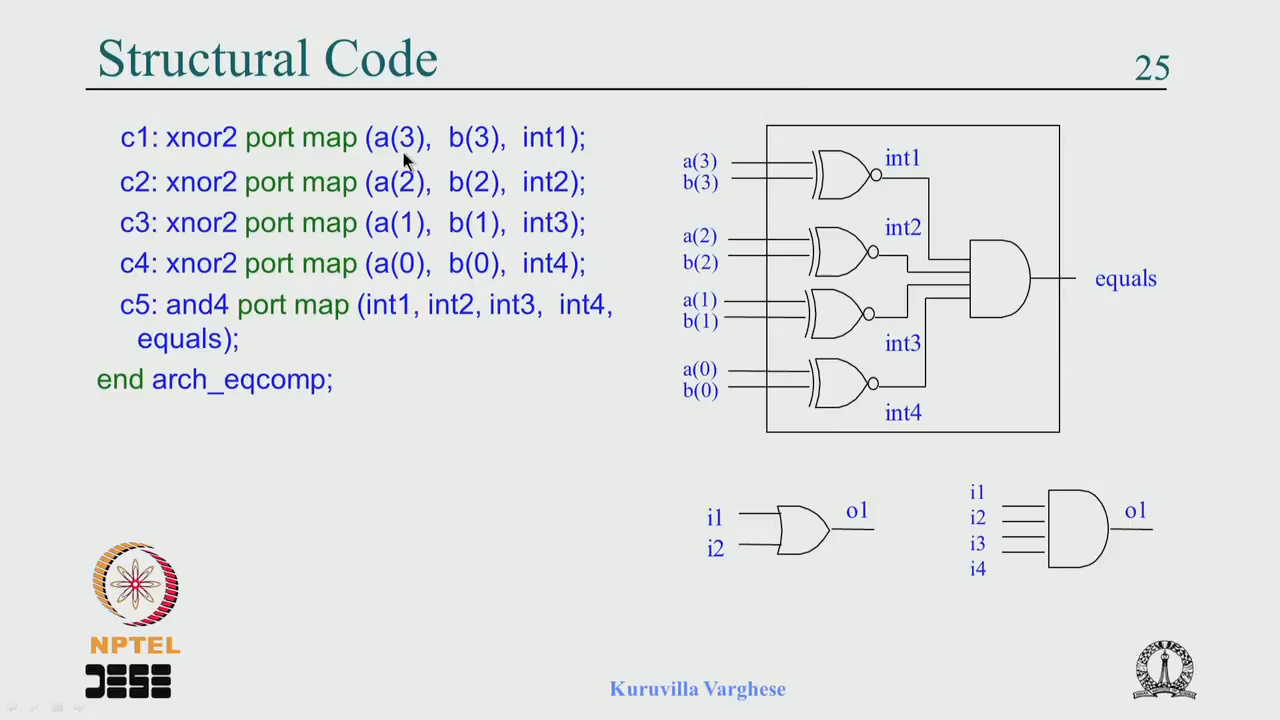 Structural Code
25
c1: xnor2 port map (a(3), b(3), int1);
c2: xnor2 port map (a(2), b(2), int2);
c3: xnor2 port map (a(1), b(1), int3);
c4: xnor2 port map (a(0), b(0), int4);
c5: and4 port map (int1, int2, int3, int4,
equals);
end arch_eqcomp;
a(3)
b(3)
int1
a(2)
b(2)
int2
a(1)
b(1)
int3
a(0)
b(0)
int4
equals
i1
i2
o1
i1
i2
i3
i4
o1
NPTEL
DESE
Kuruvilla Varghese